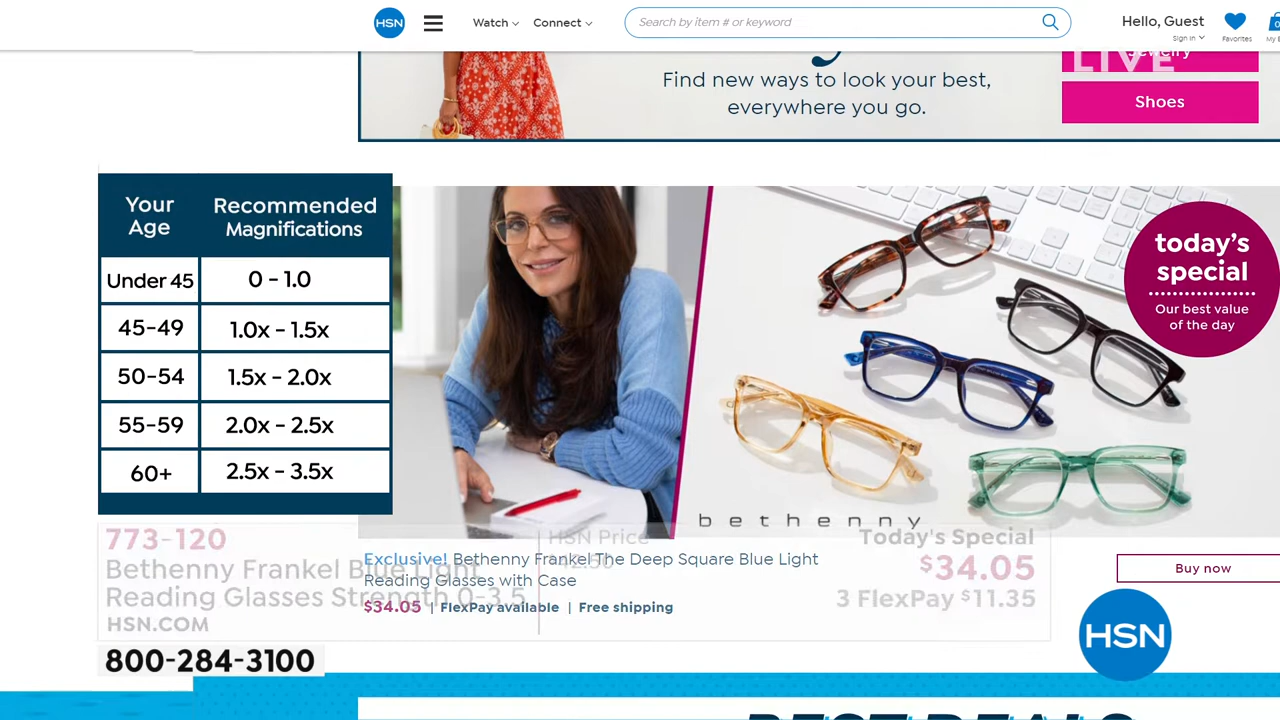 HSN
Watch
Connect
Search by item # or keyword
Hello, Guest
Sign In
Favorites
LIVE
Find new ways to look your best,
everywhere you go.
Shoes
Your Age
Recommended Magnifications
Under 45
0 - 1.0
45-49
1.0x - 1.5x
50-54
1.5x - 2.0x
55-59
2.0x - 2.5x
60+
2.5x - 3.5x
today's
special
Our best value
of the day
bethenny
773-120
Bethenny Frankel Blue Light
Reading Glasses Strength 0-3.5
HSN.COM
HSN Price
Today's Special
$34.05
3 FlexPay $11.35
Exclusive! Bethenny Frankel The Deep Square Blue Light
Reading Glasses with Case
$34.05 | FlexPay available | Free shipping
Buy now
HSN
800-284-3100
BEST DEALS